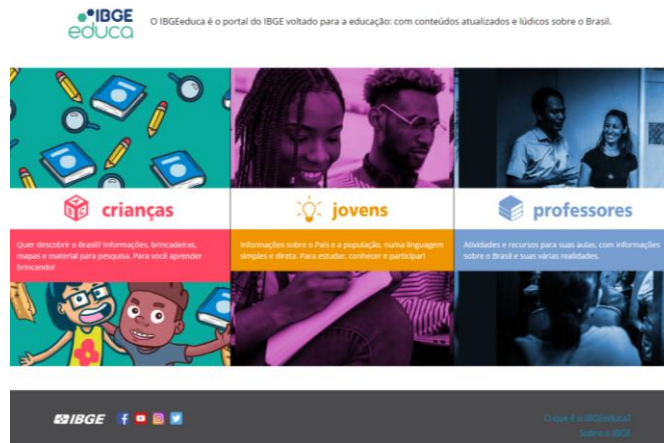 IBGE
educa
O IBGEeduca é o portal do IBGE voltado para a educação: com conteúdos atualizados e lúdicos sobre o Brasil.
crianças
Quer descobrir o Brasil? Informações, brincadeiras,
mapas e material para pesquisa. Para você aprender
brincando!
jovens
Informações sobre o País e a população, numa linguagem
simples e direta. Para estudar, conhecer e participar!
professores
Atividades e recursos para suas aulas, com informações
sobre o Brasil e suas várias realidades.
IBGE
O que é o IBGEeduca?
Sobre o IBGE